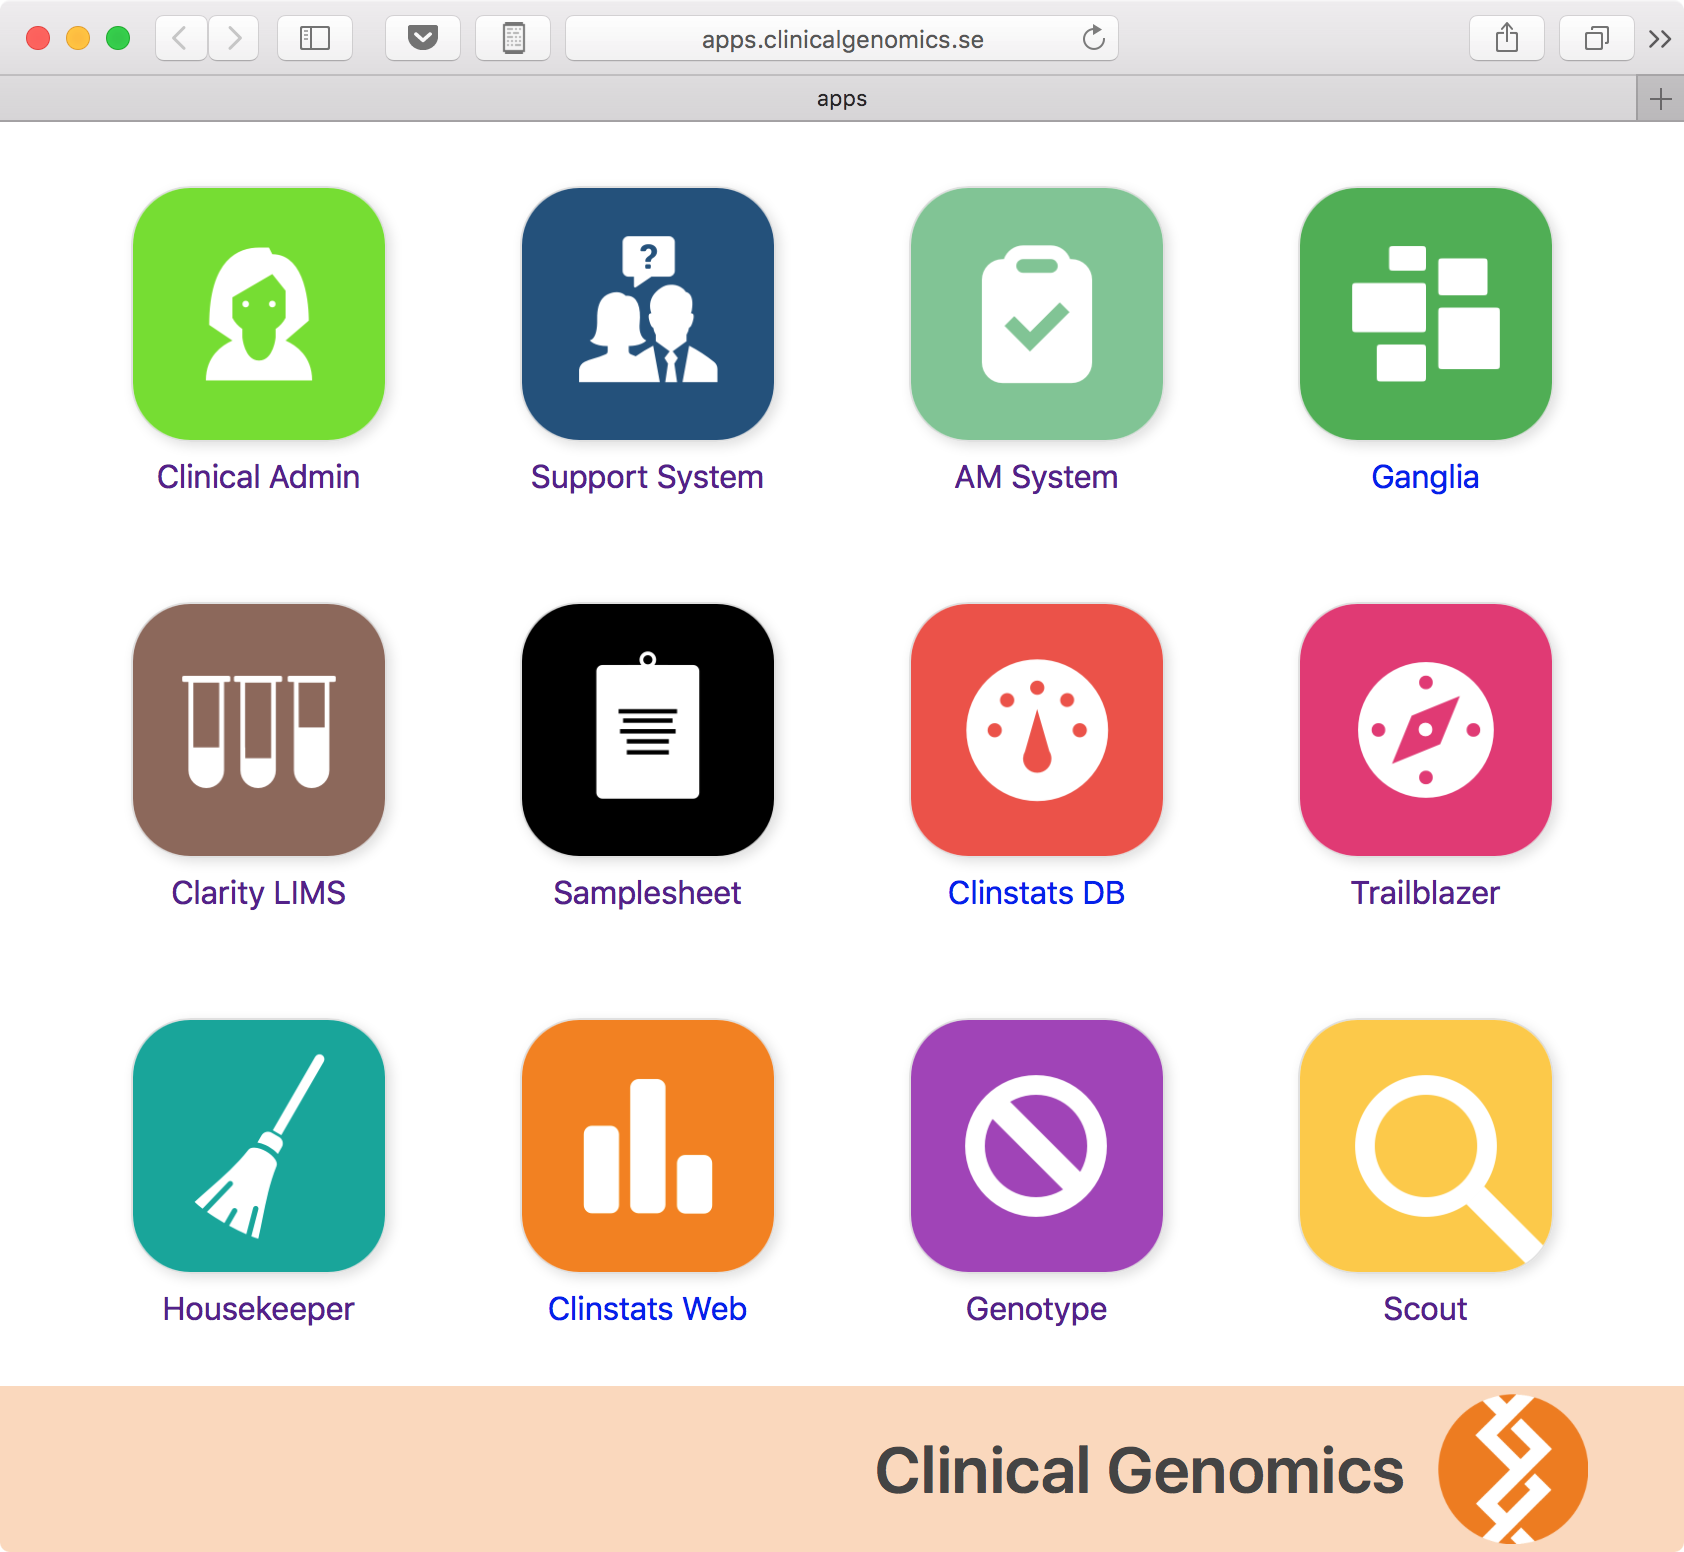 apps.clinicalgenomics.se
apps
?
Clinical Admin
Support System
AM System
Ganglia
Clarity LIMS
Samplesheet
Clinstats DB
Trailblazer
Housekeeper
Clinstats Web
Genotype
Scout
Clinical Genomics